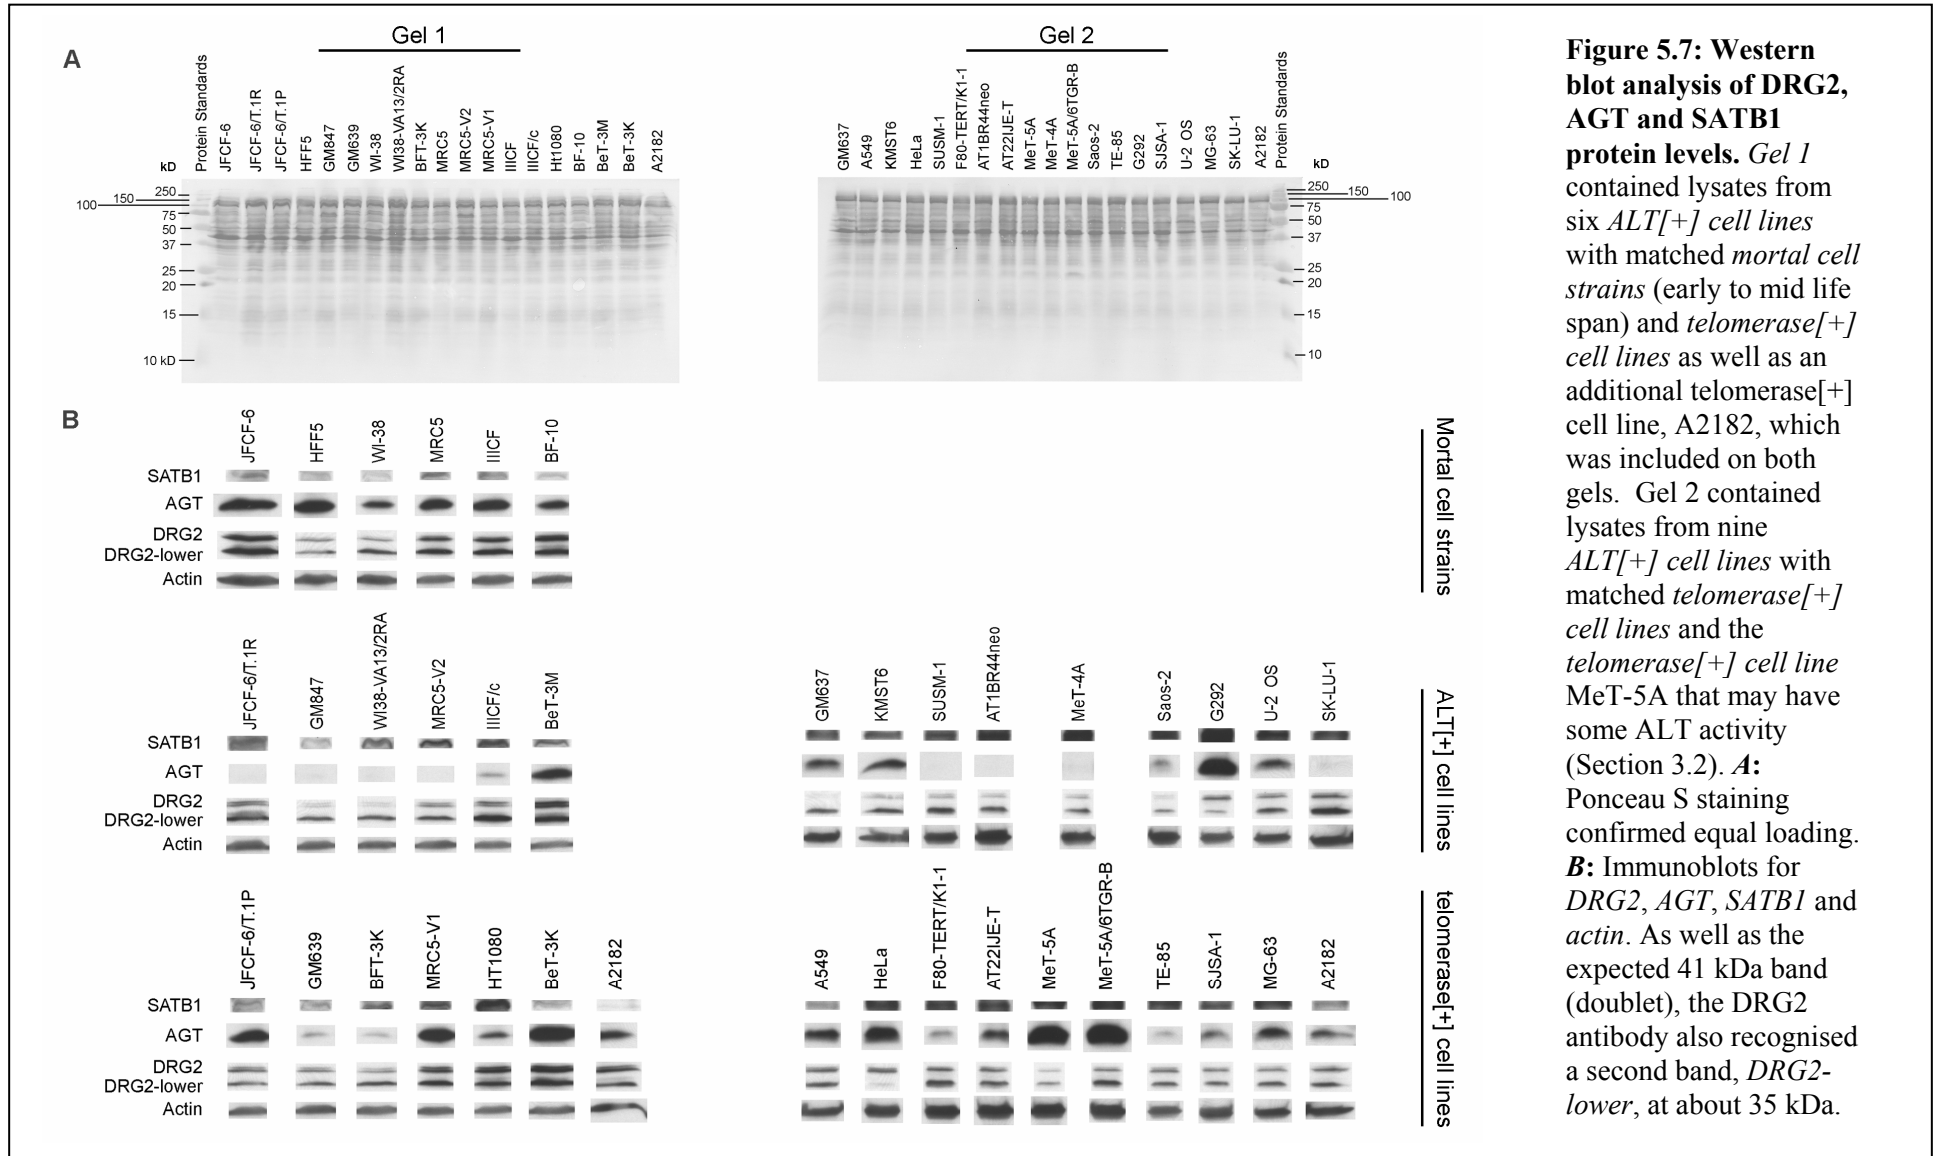 A
Gel 1
Protein Standards
JFCF-6
JFCF-6/T.1R
JFCF-6/T.1P
HFF5
GM847
GM639
WI-38
WI38-VA13/2RA
BFT-3K
MRC5
MRC5-V2
MRC5-V1
IIICF
IIICF/c
Ht1080
BF-10
BeT-3M
BeT-3K
A2182
kD
250
150
100
75
50
37
25
20
15
10 kD
Gel 2
GM637
A549
KMST6
HeLa
SUSM-1
F80-TERT/K1-1
AT1BR44neo
AT22IJE-T
MeT-5A
MeT-4A
MeT-5A/6TGR-B
Saos-2
TE-85
G292
SJSA-1
U-2 OS
MG-63
SK-LU-1
A2182
Protein Standards
kD
250
150
100
75
50
37
25
20
15
10
B
JFCF-6
HFF5
WI-38
MRC5
IIICF
BF-10
SATB1
AGT
DRG2
DRG2-lower
Actin
Mortal cell strains
JFCF-6/T.1R
GM847
WI38-VA13/2RA
MRC5-V2
IIICF/c
BeT-3M
SATB1
AGT
DRG2
DRG2-lower
Actin
GM637
KMST6
SUSM-1
AT1BR44neo
MeT-4A
Saos-2
G292
U-2 OS
SK-LU-1
ALT[+] cell lines
JFCF-6/T.1P
GM639
BFT-3K
MRC5-V1
HT1080
BeT-3K
A2182
SATB1
AGT
DRG2
DRG2-lower
Actin
A549
HeLa
F80-TERT/K1-1
AT22IJE-T
MeT-5A
MeT-5A/6TGR-B
TE-85
SJSA-1
MG-63
A2182
telomerase[+] cell lines
Figure 5.7: Western
blot analysis of DRG2,
AGT and SATB1
protein levels. Gel 1
contained lysates from
six ALT[+] cell lines
with matched mortal cell
strains (early to mid life
span) and telomerase[+]
cell lines as well as an
additional telomerase[+]
cell line, A2182, which
was included on both
gels. Gel 2 contained
lysates from nine
ALT[+] cell lines with
matched telomerase[+]
cell lines and the
telomerase[+] cell line
MeT-5A that may have
some ALT activity
(Section 3.2). A:
Ponceau S staining
confirmed equal loading.
B: Immunoblots for
DRG2, AGT, SATB1 and
actin. As well as the
expected 41 kDa band
(doublet), the DRG2
antibody also recognised
a second band, DRG2-
lower, at about 35 kDa.